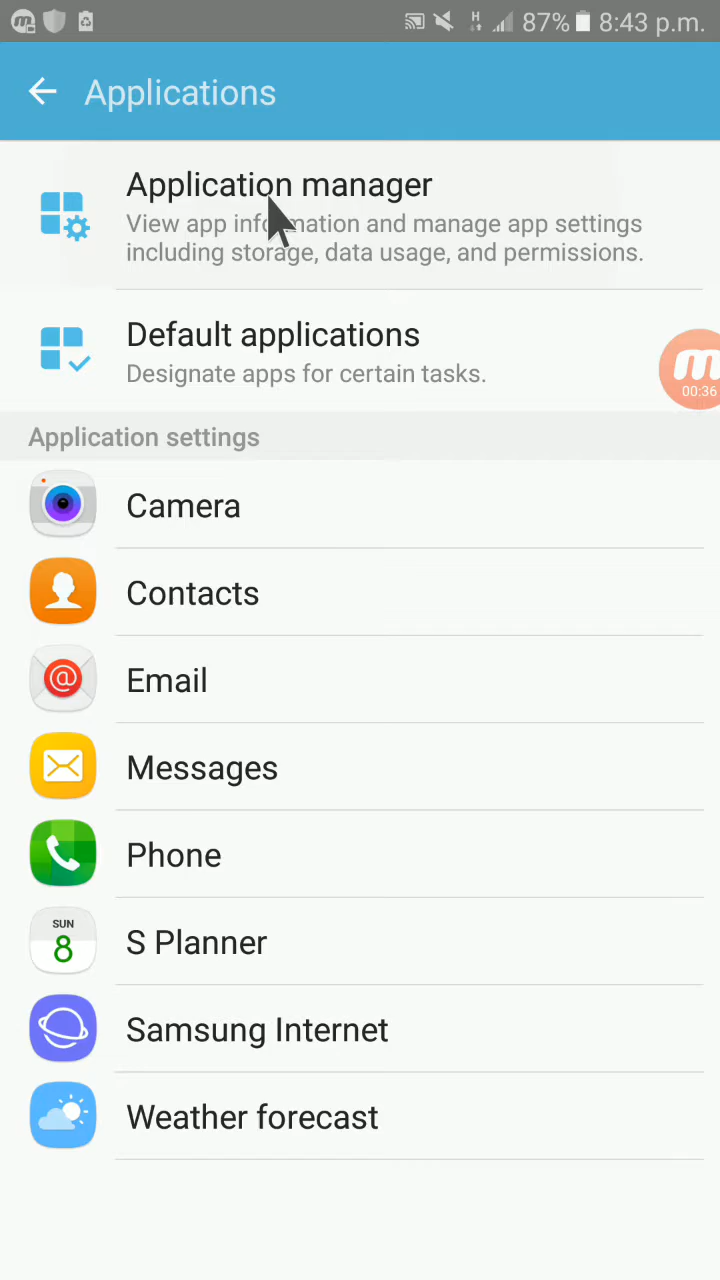 H 87% 8:43 p.m.
Applications
Application manager
View app information and manage app settings
including storage, data usage, and permissions.
Default applications
Designate apps for certain tasks.
m
00:36
Application settings
Camera
Contacts
@
Email
Messages
Phone
SUN
8
S Planner
Samsung Internet
Weather forecast